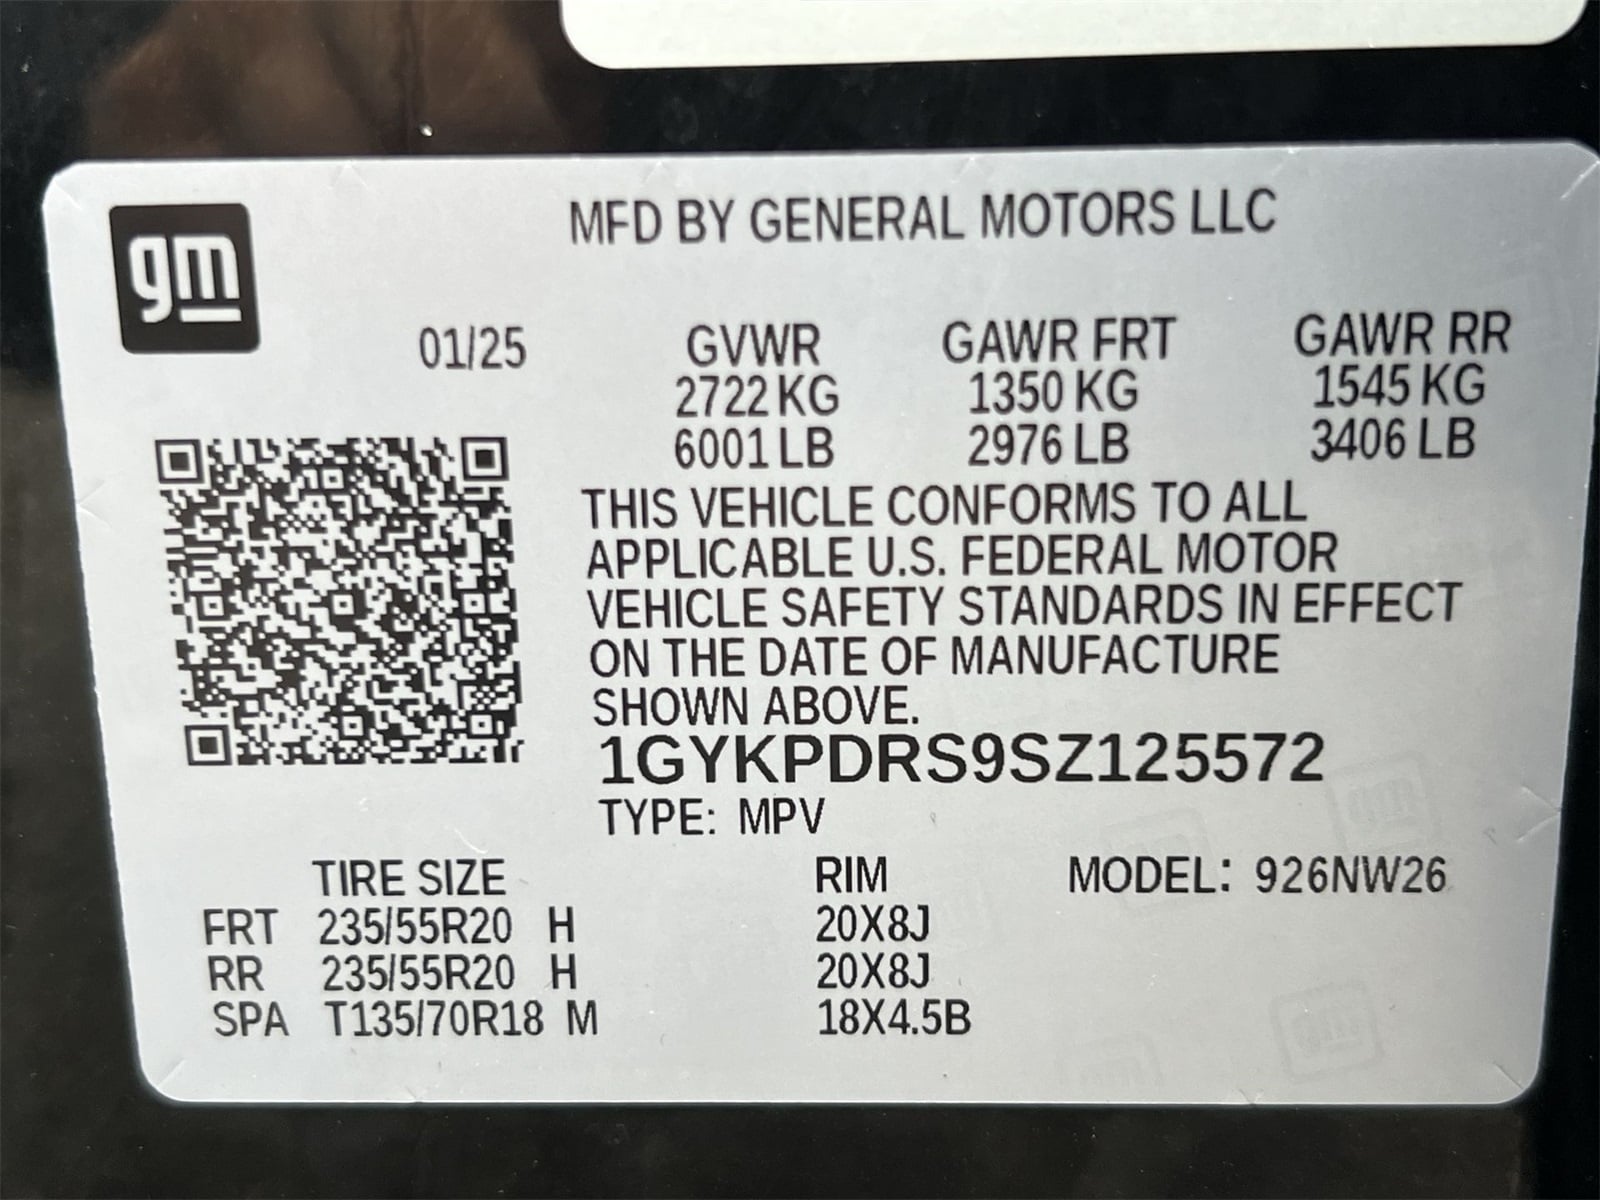 gm
MFD BY GENERAL MOTORS LLC
01/25 GVWR GAWR FRT GAWR RR
2722 KG 1350 KG 1545 KG
6001 LB 2976 LB 3406 LB
THIS VEHICLE CONFORMS TO ALL
APPLICABLE U.S. FEDERAL MOTOR
VEHICLE SAFETY STANDARDS IN EFFECT
ON THE DATE OF MANUFACTURE
SHOWN ABOVE.
1GYKPDRS9SZ125572
TYPE: MPV
TIRE SIZE RIM MODEL: 926NW26
FRT 235/55R20 H 20X8J
RR 235/55R20 H 20X8J
SPA T135/70R18 M 18X4.5B